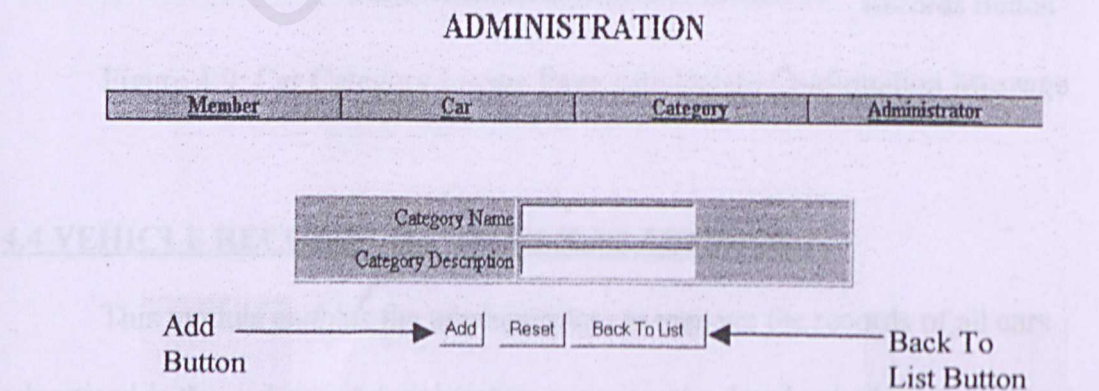 ADMINISTRATION
Member Car Category Administrator
Category Name
Category Description
Add
Button
Add Reset Back To List
Back To
List Button
4.4 VEHICLE